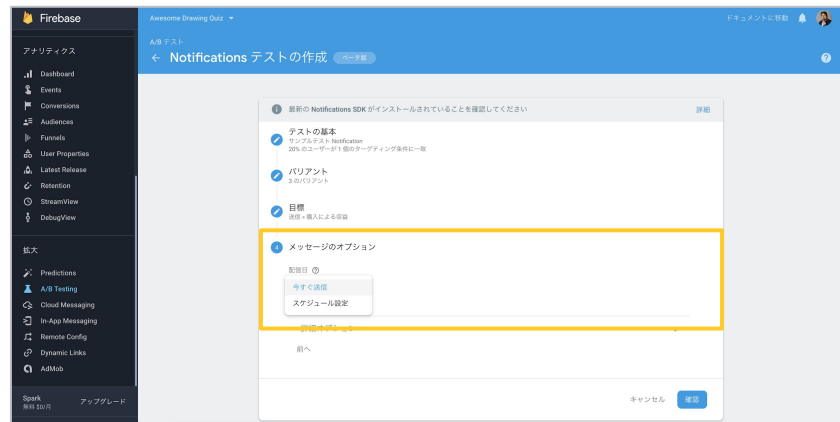 Firebase
Awesome Drawing Quiz
ドキュメントに移動
A/B テスト
Notifications テストの作成
ベータ版
アナリティクス
Dashboard
Events
Conversions
Audiences
Funnels
User Properties
Latest Release
Retention
StreamView
DebugView
拡大
Predictions
A/B Testing
Cloud Messaging
In-App Messaging
Remote Config
Dynamic Links
AdMob
Spark
無料 $0/月
アップグレード
最新の Notifications SDK がインストールされていることを確認してください
詳細
テストの基本
サンプルテスト Notification
20% のユーザーが 1 個のターゲティング条件に一致
バリアント
3 のバリアント
目標
送信 + 購入による収益
4 メッセージのオプション
配信日
今すぐ送信
スケジュール設定
前へ
キャンセル
確認